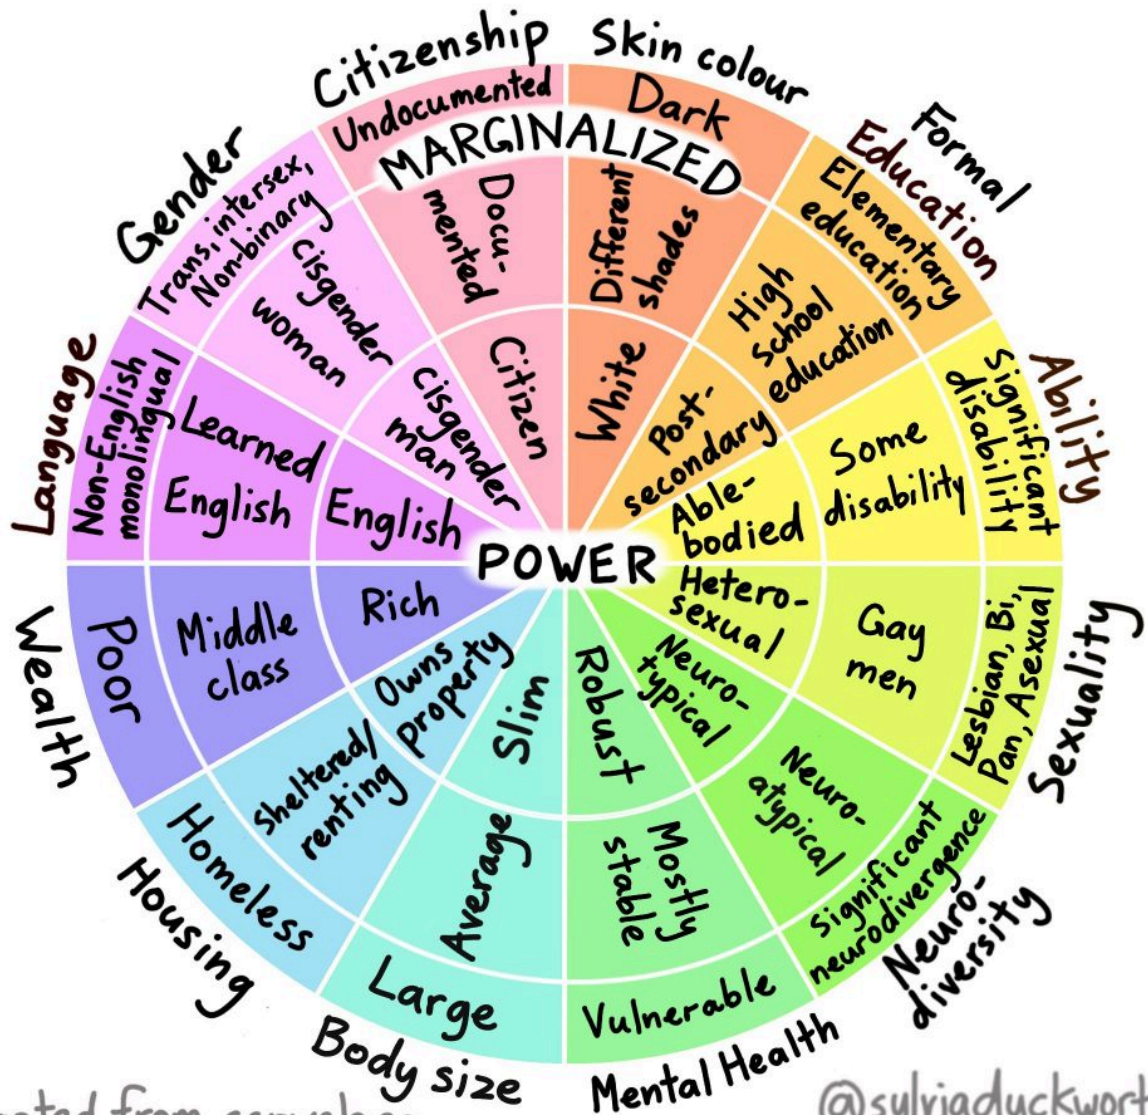 Citizenship
Undocumented
Docu-
mented
Citizen
Skin colour
Dark
Different
shades
White
Formal
Education
Elementary
education
High
school
education
Post-
secondary
Ability
Significant
disability
Some
disability
Able-
bodied
Sexuality
Lesbian, Bi,
Pan, Asexual
Gay
men
Hetero-
sexual
Neuro-
diversity
Significant
neurodivergence
Neuro-
atypical
Neuro-
typical
Mental Health
Vulnerable
Mostly
stable
Robust
Body size
Large
Average
Slim
Housing
Homeless
Sheltered/
renting
Owns
property
Wealth
Poor
Middle
class
Rich
Language
Non-English
monolingual
Learned
English
English
Gender
Trans, intersex,
Non-binary
cisgender
woman
cisgender
man
MARGINALIZED
POWER
from
@sylviaduckwort